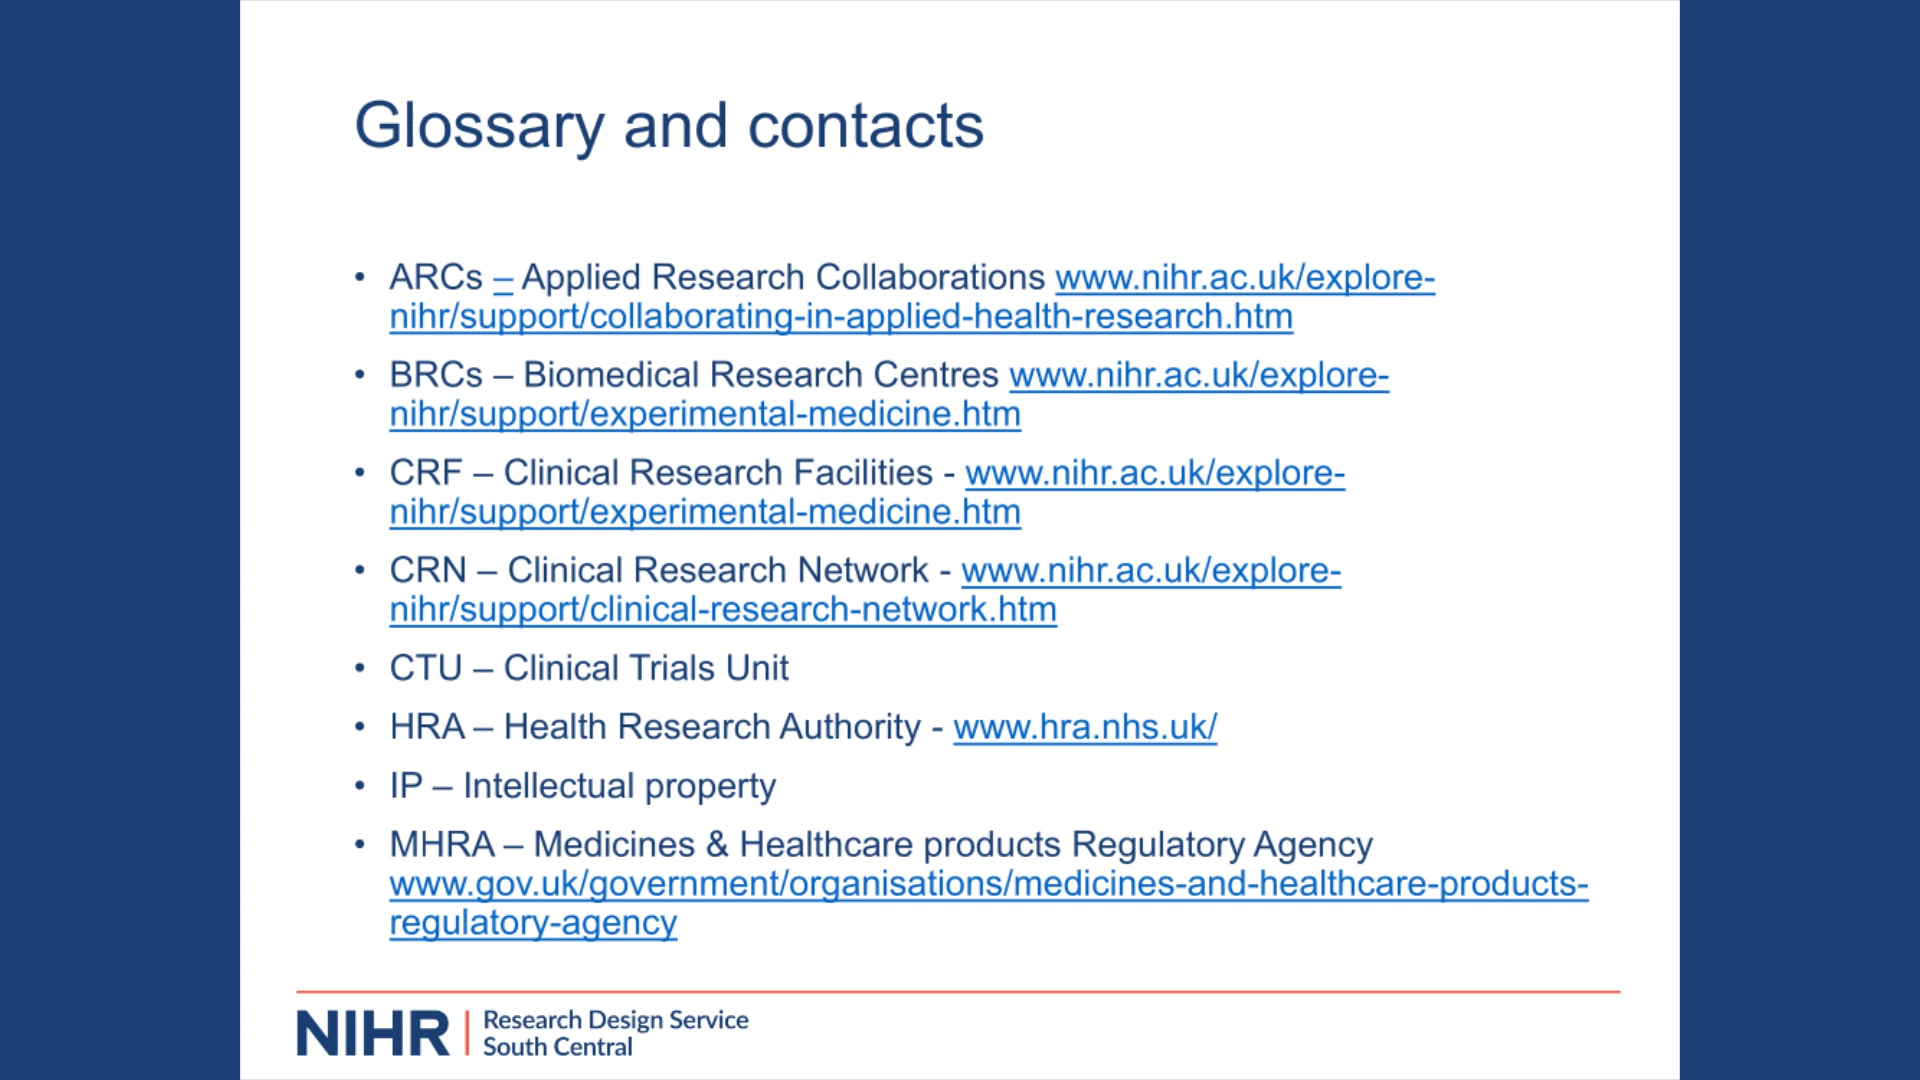 Glossary and contacts
• ARCs – Applied Research Collaborations www.nihr.ac.uk/explore-
nihr/support/collaborating-in-applied-health-research.htm
• BRCs – Biomedical Research Centres www.nihr.ac.uk/explore-
nihr/support/experimental-medicine.htm
• CRF – Clinical Research Facilities - www.nihr.ac.uk/explore-
nihr/support/experimental-medicine.htm
• CRN – Clinical Research Network - www.nihr.ac.uk/explore-
nihr/support/clinical-research-network.htm
• CTU – Clinical Trials Unit
• HRA – Health Research Authority - www.hra.nhs.uk/
• IP – Intellectual property
• MHRA – Medicines & Healthcare products Regulatory Agency
www.gov.uk/government/organisations/medicines-and-healthcare-products-
regulatory-agency
NIHR | Research Design Service
South Central